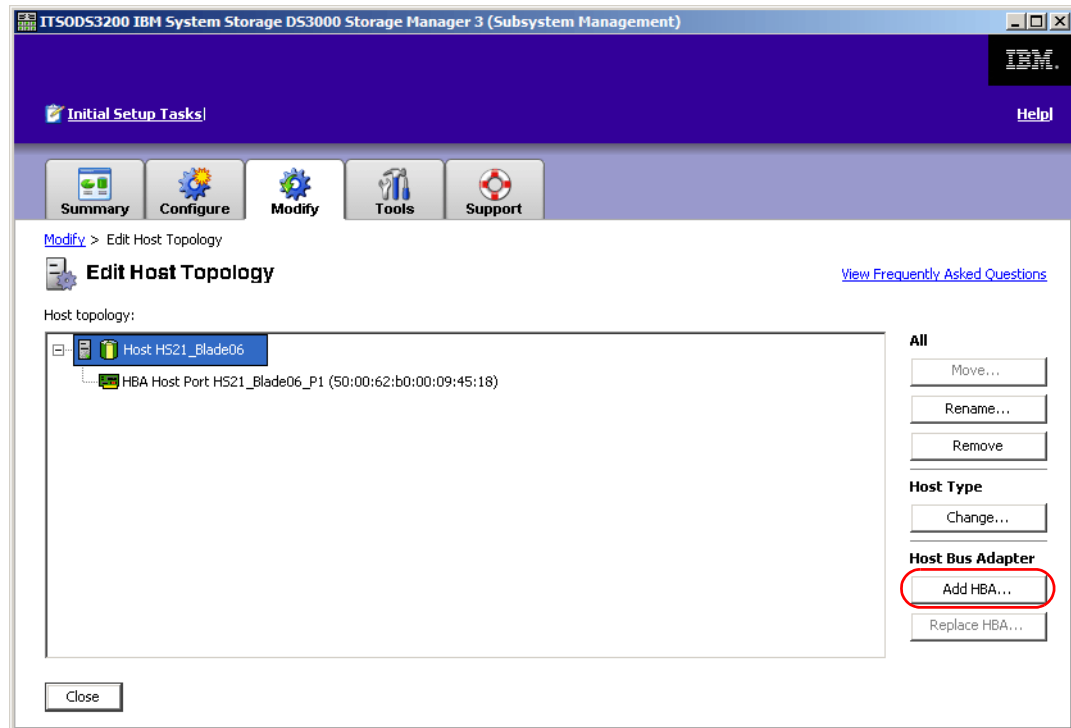 ITSODS3200 IBM System Storage DS3000 Storage Manager 3 (Subsystem Management)
IBM.
Initial Setup Tasks
Help
Summary
Configure
Modify
Tools
Support
Modify > Edit Host Topology
Edit Host Topology
View Frequently Asked Questions
Host topology:
Host HS21_Blade06
HBA Host Port HS21_Blade06_P1 (50:00:62:b0:00:09:45:18)
All
Move...
Rename...
Remove
Host Type
Change...
Host Bus Adapter
Add HBA...
Replace HBA...
Close